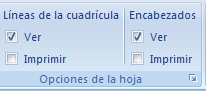 Líneas de la cuadrícula
Encabezados
Ver
Ver
Imprimir
Imprimir
Opciones de la hoja